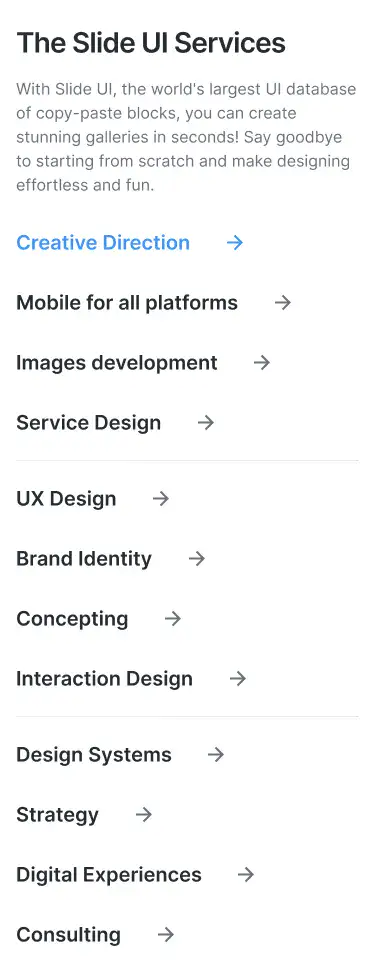 The Slide UI Services
With Slide UI, the world's largest UI database
of copy-paste blocks, you can create
stunning galleries in seconds! Say goodbye
to starting from scratch and make designing
effortless and fun.
Creative Direction
Mobile for all platforms
Images development
Service Design
UX Design
Brand Identity
Concepting
Interaction Design
Design Systems
Strategy
Digital Experiences
Consulting